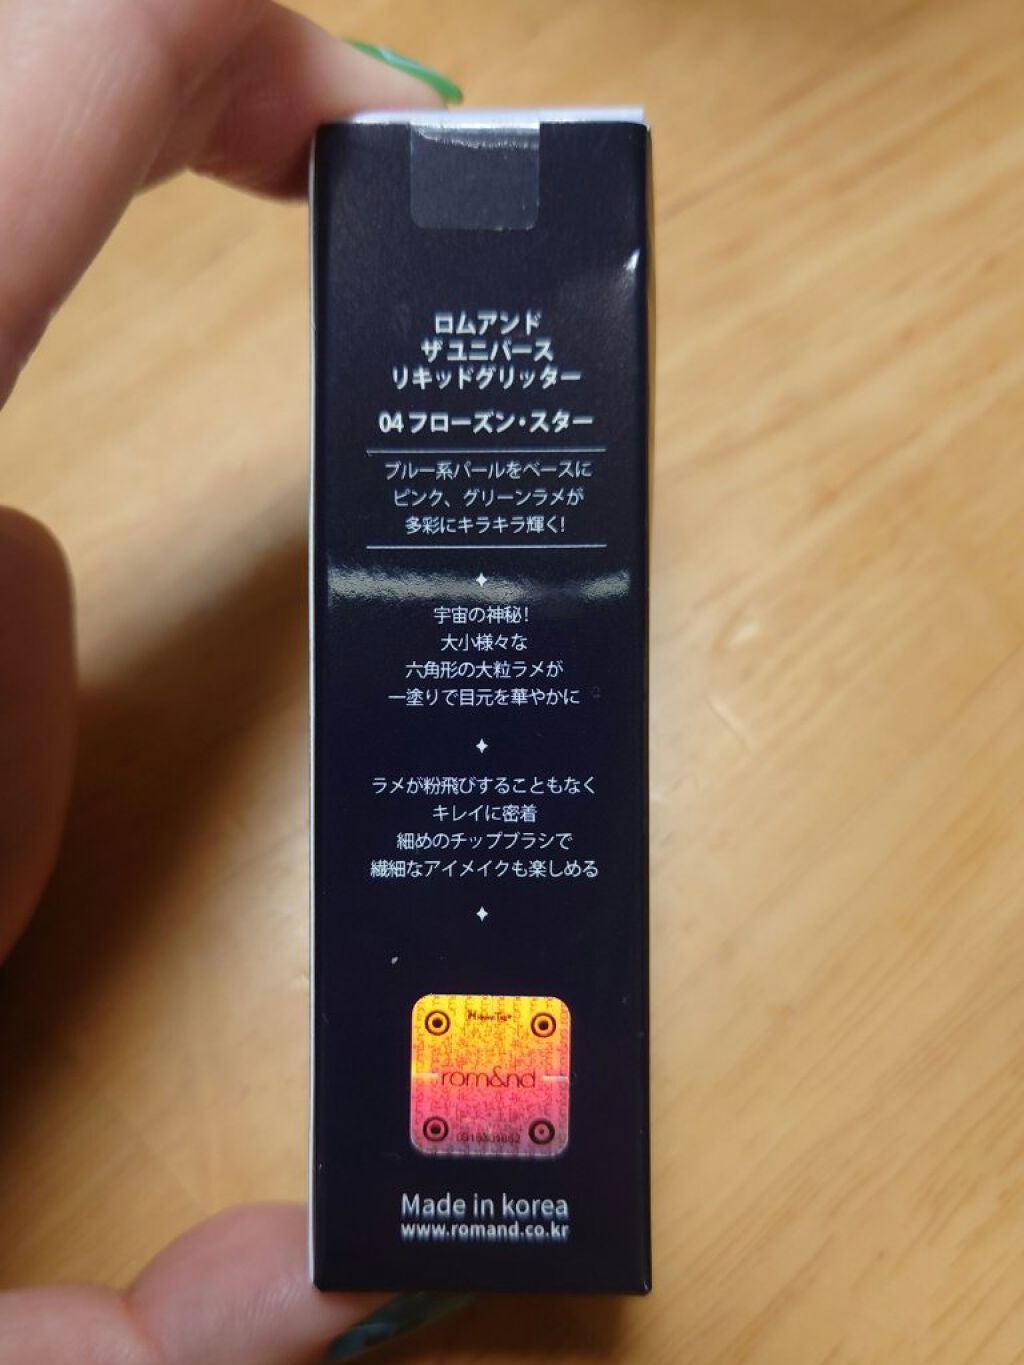 ロムアンド
ザ ユニバース
リキッドグリッター
04 フローズン・スター
ブルー系パールをベースに
ピンク、グリーンラメが
多彩にキラキラ輝く!
宇宙の神秘!
大小様々な
六角形の大粒ラメが
一塗りで目元を華やかに
ラメが粉飛びすることもなく
キレイに密着
細めのチップブラシで
繊細なアイメイクも楽しめる
rom&nd
Made in korea
www.romand.co.kr